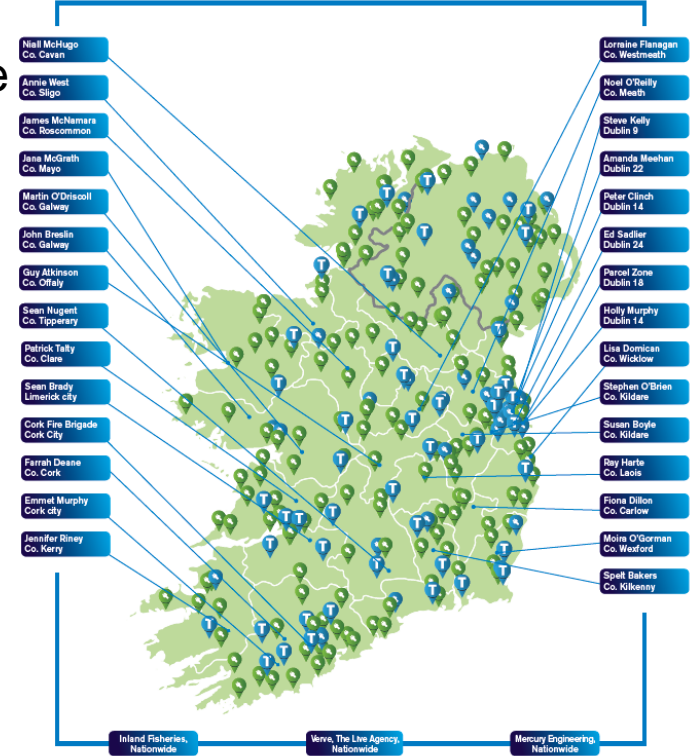 e
Niall McHugo
Co. Cavan
Annie West
Co. Sligo
James McNamara
Co. Roscommon
Jana McGrath
Co. Mayo
Martin O'Driscoll
Co. Galway
John Breslin
Co. Galway
Guy Atkinson
Co. Offaly
Sean Nugent
Co. Tipperary
Patrick Talty
Co. Clare
Sean Brady
Limerick city
Cork Fire Brigade
Cork City
Farrah Deane
Co. Cork
Emmet Murphy
Cork city
Jennifer Riney
Co. Kerry
Lorraine Flanagan
Co. Westmeath
Noel O'Reilly
Co. Meath
Steve Kelly
Dublin 9
Amanda Meehan
Dublin 22
Peter Clinch
Dublin 14
Ed Sadlier
Dublin 24
Parcel Zone
Dublin 18
Holly Murphy
Dublin 14
Lisa Domican
Co. Wicklow
Stephen O'Brien
Co. Kildare
Susan Boyle
Co. Kildare
Ray Harte
Co. Laois
Fiona Dillon
Co. Carlow
Moira O'Gorman
Co. Wexford
Spelt Bakers
Co. Kilkenny
Inland Fisheries,
Nationwide
Verve, The Live Agency,
Nationwide
Mercury Engineering,
Nationwide